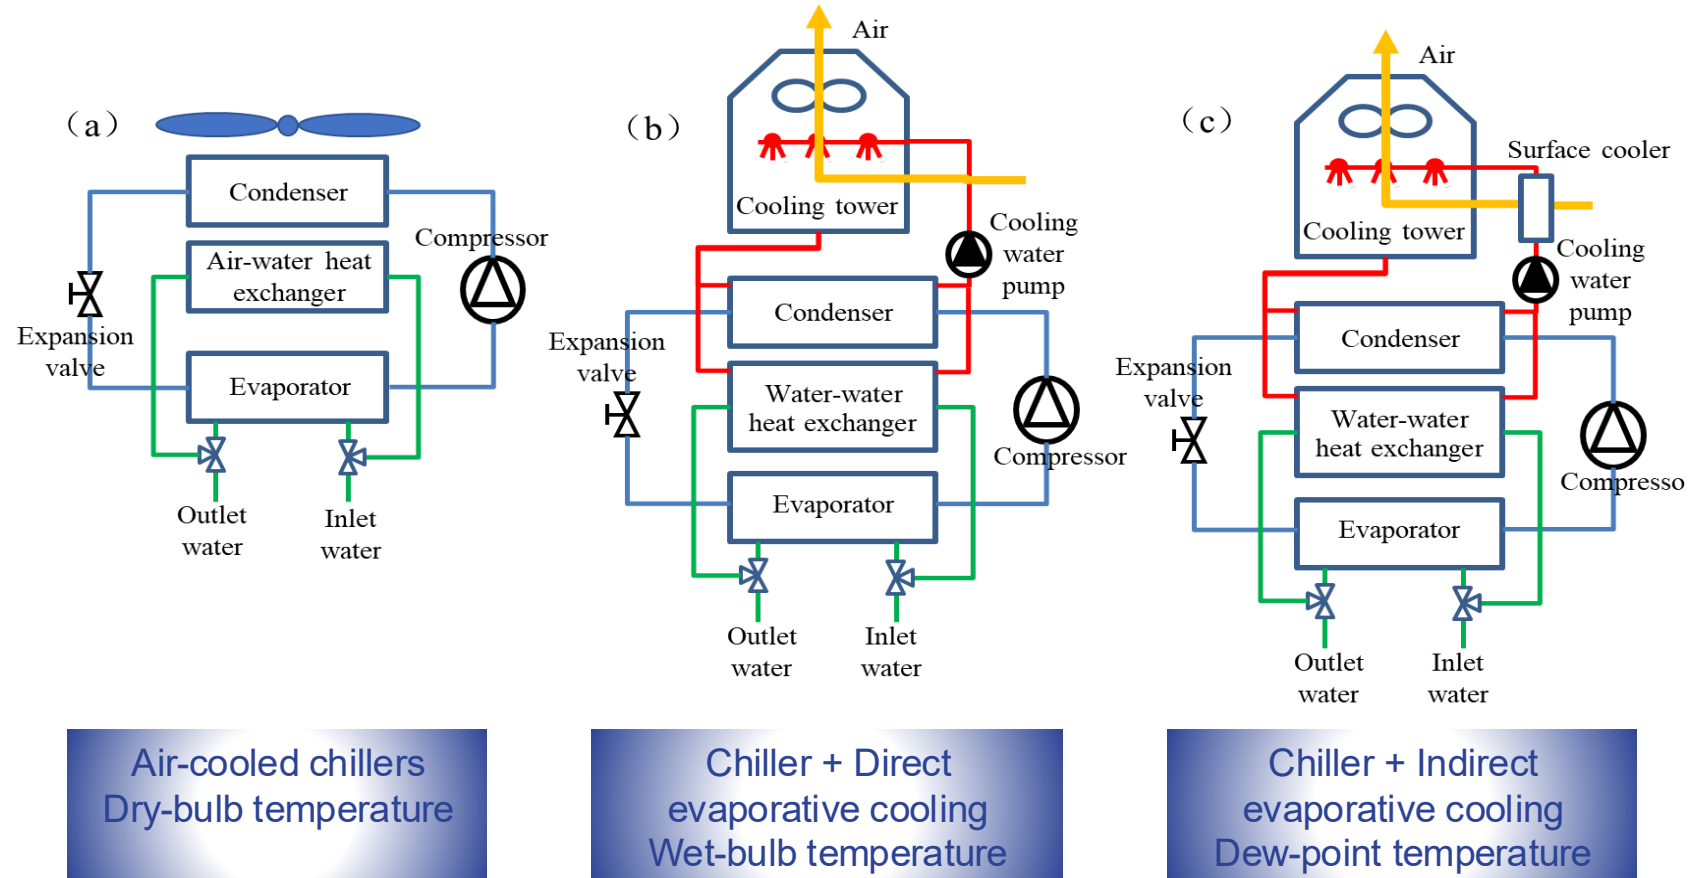 (a)
Condenser
Air-water heat
exchanger
Compressor
Expansion
valve
Evaporator
Outlet
water
Inlet
water
Air-cooled chillers
Dry-bulb temperature
(b)
Air
Cooling tower
Cooling
water
pump
Condenser
Expansion
valve
Water-water
heat exchanger
Compressor
Evaporator
Outlet
water
Inlet
water
Chiller + Direct
evaporative cooling
Wet-bulb temperature
(c)
Air
Surface cooler
Cooling tower
Cooling
water
pump
Condenser
Expansion
valve
Water-water
heat exchanger
Compresso
Evaporator
Outlet
water
Inlet
water
Chiller + Indirect
evaporative cooling
Dew-point temperature